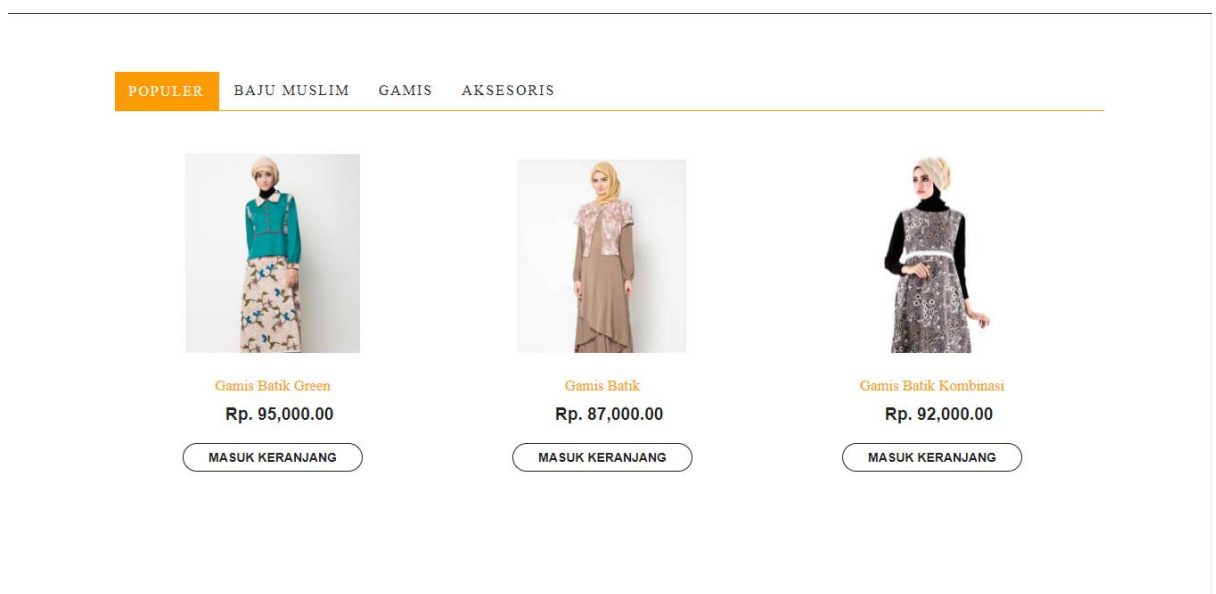 POPULER BAJU MUSLIM GAMIS AKSESORIS
Gamis Batik Green
Rp. 95,000.00
MASUK KERANJANG
Gamis Batik
Rp. 87,000.00
MASUK KERANJANG
Gamis Batik Kombinasi
Rp. 92,000.00
MASUK KERANJANG